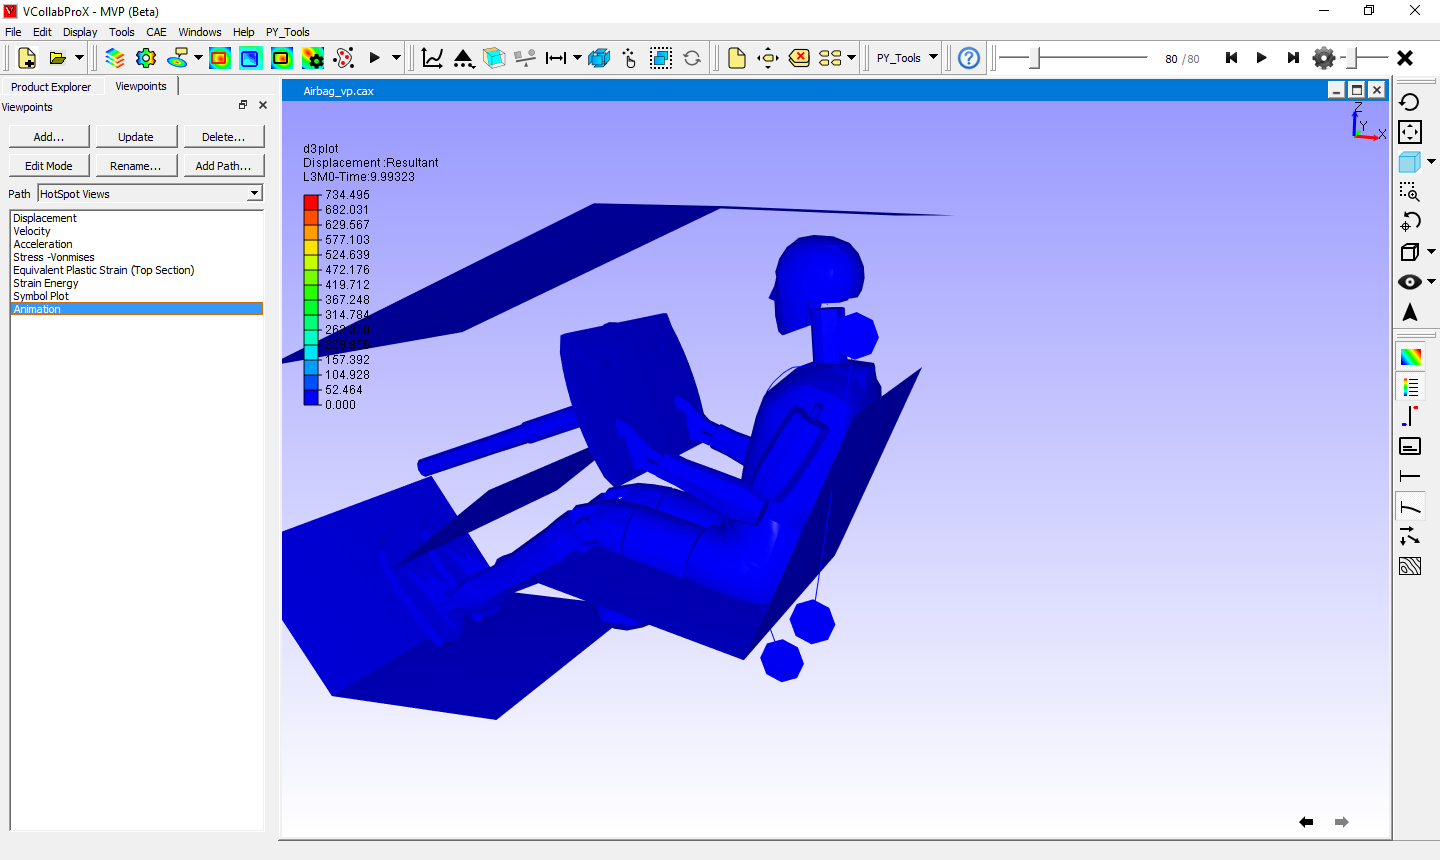 VCollabProX - MVP (Beta)
File Edit Display Tools CAE Windows Help PY_Tools
PY_Tools
80 /80
Product Explorer Viewpoints
Viewpoints
Add... Update Delete...
Edit Mode Rename... Add Path...
Path HotSpot Views
Displacement
Velocity
Acceleration
Stress -Vonmises
Equivalent Plastic Strain (Top Section)
Strain Energy
Symbol Plot
Animation
Airbag_vp.cax
Z
Y
X
d3plot
Displacement :Resultant
L3M0-Time:9.99323
734.495
682.031
629.567
577.103
524.639
472.176
419.712
367.248
314.784
157.392
104.928
52.464
0.000